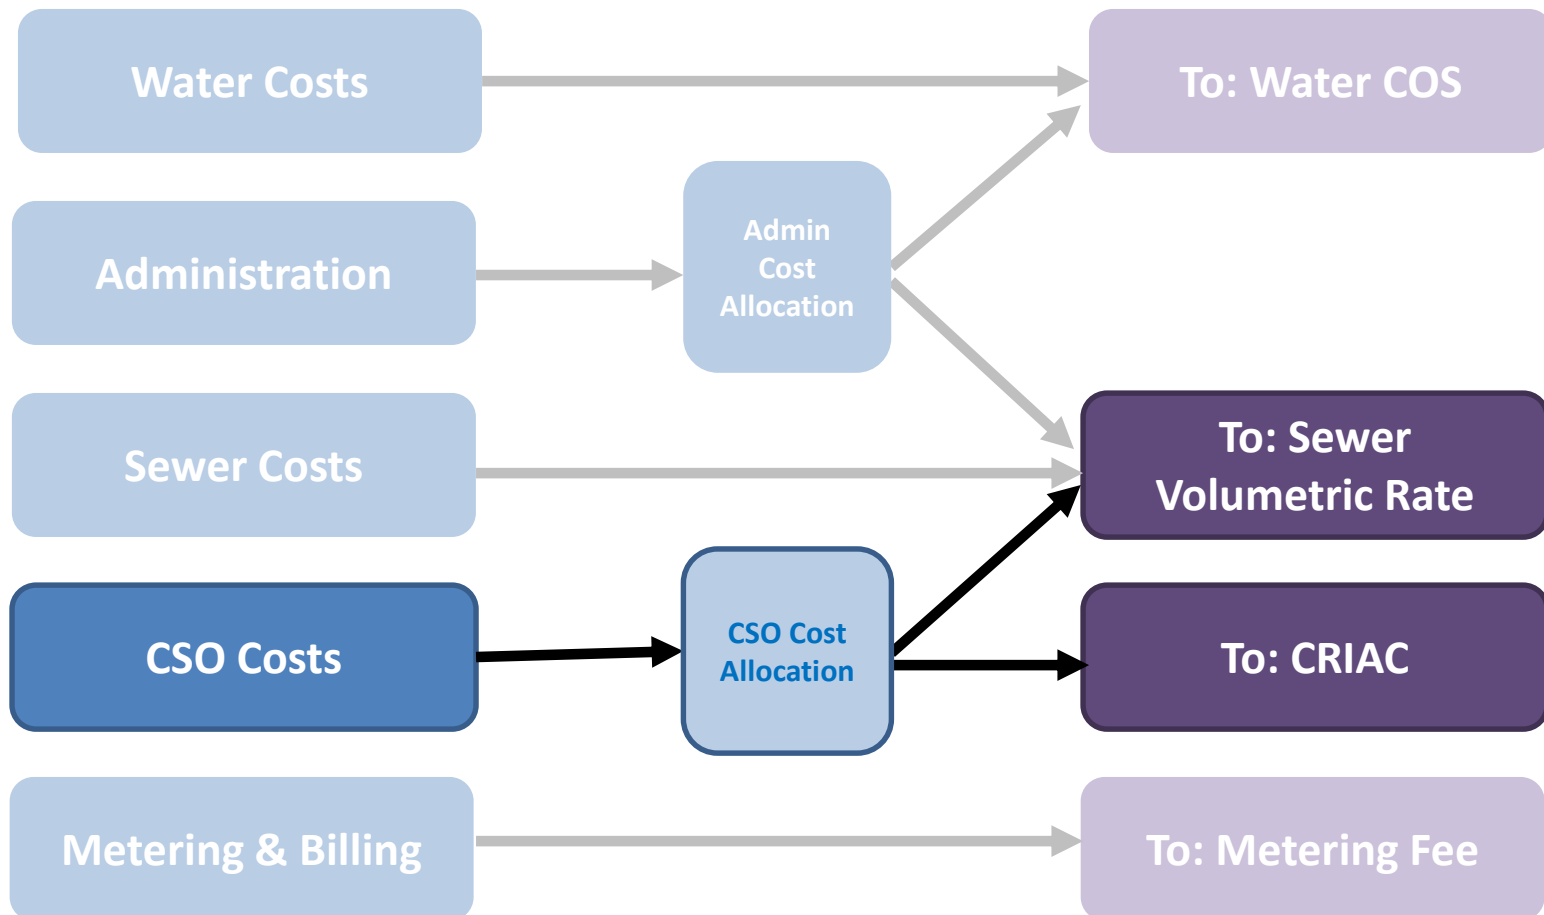 Water Costs
To: Water COS
Administration
Admin
Cost
Allocation
Sewer Costs
To: Sewer
Volumetric Rate
CSO Costs
CSO Cost
Allocation
To: CRIAC
Metering & Billing
To: Metering Fee